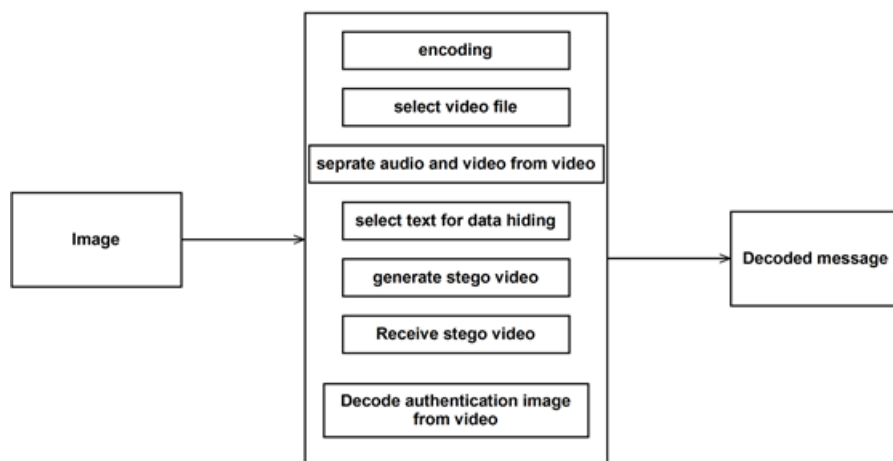 encoding
select video file
seprate audio and video from video
Image
select text for data hiding
generate stego video
Decoded message
Receive stego video
Decode authentication image
from video